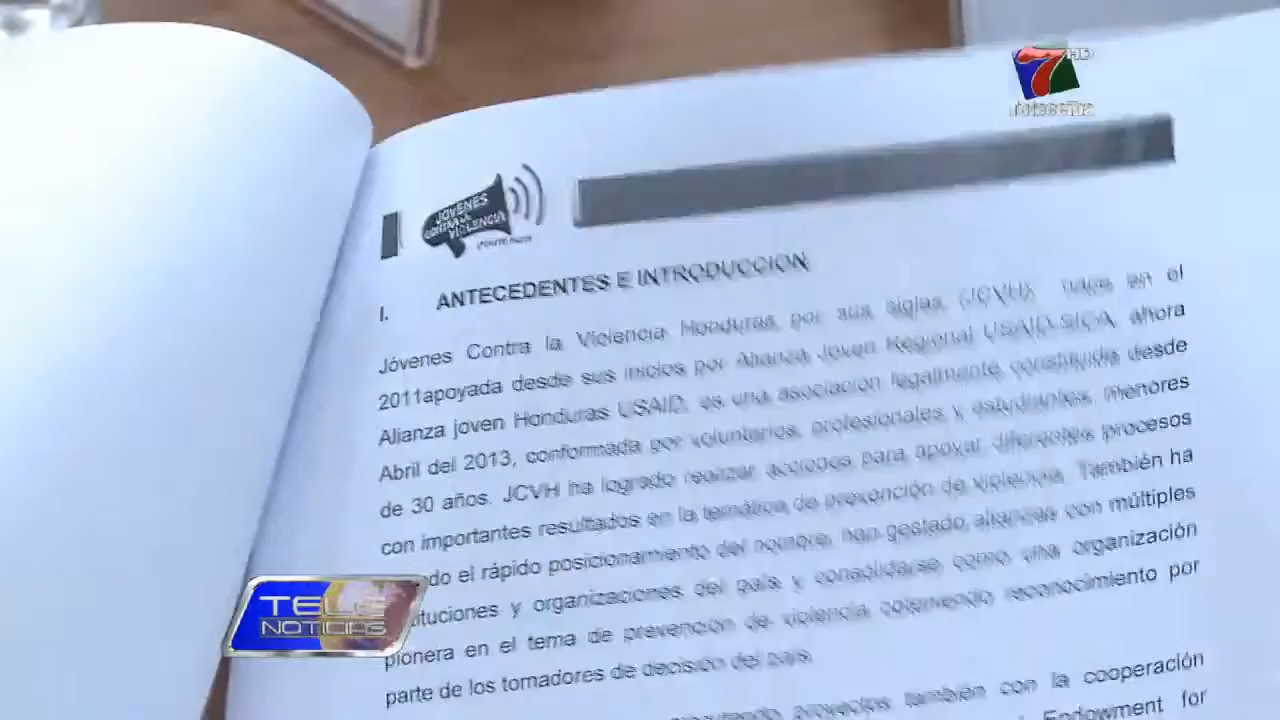 7 HD
JÓVENES
CONTRA LA
VIOLENCIA
I. ANTECEDENTES E INTRODUCCION
Jóvenes Contra la Violencia Honduras por sus siglas (JCVH), nace en el
2011apoyada desde sus inicios por Alianza Joven Regional USAID-SICA, ahora
Alianza joven Honduras USAID, es una asociación legalmente constituida desde
Abril del 2013, conformada por voluntarios, profesionales y estudiantes, menores
de 30 años. JCVH ha logrado realizar acciones para apoyar diferentes procesos
con importantes resultados en la temática de prevención de violencia. También ha
do el rápido posicionamiento del nombre, han gestado alianzas con múltiples
tituciones y organizaciones del país y consolidarse como una organización
pionera en el tema de prevención de violencia obteniendo reconocimiento por
parte de los tomadores de decisión del país.
proyectos también con la cooperación
Endowment for
TELE
NOTICIAS